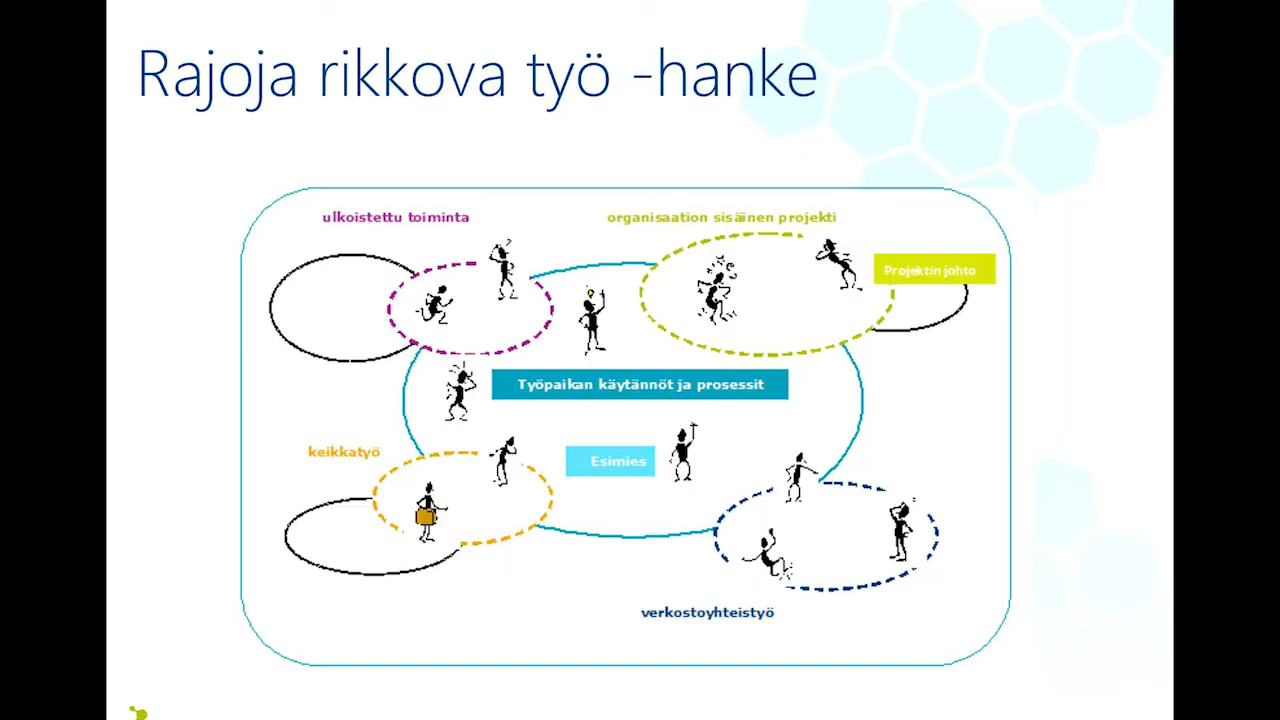 Rajoja rikkova työ -hanke
ulkoistettu toiminta
organisaation sisäinen projekti
Projektin johto
Työpaikan käytännöt ja prosessit
keikkatyö
Esimies
verkostoyhteistyö